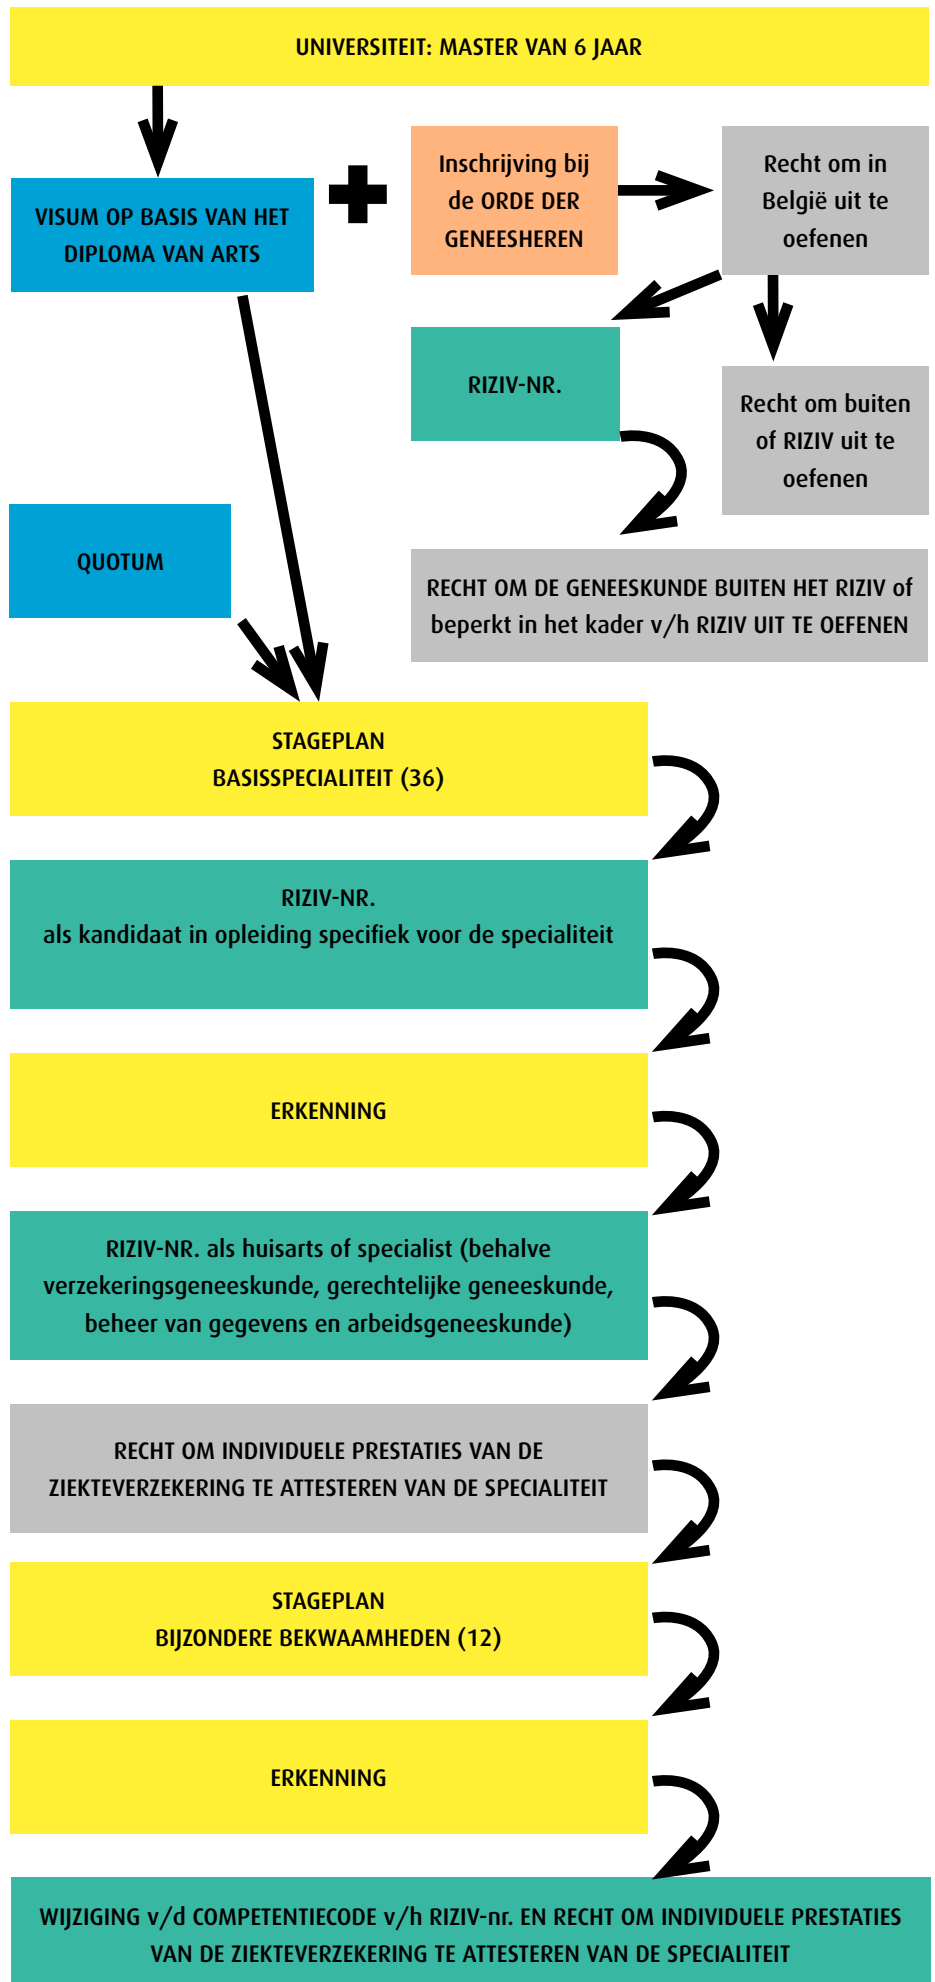 UNIVERSITEIT: MASTER VAN 6 JAAR
VISUM OP BASIS VAN HET
DIPLOMA VAN ARTS
Inschrijving bij
de ORDE DER
GENEESHEREN
Recht om in
België uit te
oefenen
RIZIV-NR.
Recht om buiten
of RIZIV uit te
oefenen
QUOTUM
RECHT OM DE GENEESKUNDE BUITEN HET RIZIV of
beperkt in het kader v/h RIZIV UIT TE OEFENEN
STAGEPLAN
BASISSPECIALITEIT (36)
RIZIV-NR.
als kandidaat in opleiding specifiek voor de specialiteit
ERKENNING
RIZIV-NR. als huisarts of specialist (behalve
verzekeringsgeneeskunde, gerechtelijke geneeskunde,
beheer van gegevens en arbeidsgeneeskunde)
RECHT OM INDIVIDUELE PRESTATIES VAN DE
ZIEKTEVERZEKERING TE ATTESTEREN VAN DE SPECIALITEIT
STAGEPLAN
BIJZONDERE BEKWAAMHEDEN (12)
ERKENNING
WIJZIGING v/d COMPETENTIECODE v/h RIZIV-nr. EN RECHT OM INDIVIDUELE PRESTATIES
VAN DE ZIEKTEVERZEKERING TE ATTESTEREN VAN DE SPECIALITEIT